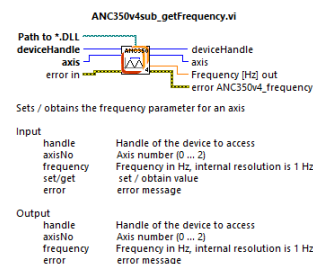 ANC350v4sub_getFrequency.vi
Path to *.DLL
deviceHandle
axis
error in
ANC350
4
deviceHandle
axis
Frequency [Hz] out
error ANC350v4_frequency
Sets / obtains the frequency parameter for an axis
Input
handle Handle of the device to access
axisNo Axis number (0 ... 2)
frequency Frequency in Hz, internal resolution is 1 Hz
set/get set / obtain value
error error message
Output
handle Handle of the device to access
axisNo Axis number (0 ... 2)
frequency Frequency in Hz, internal resolution is 1 Hz
error error message